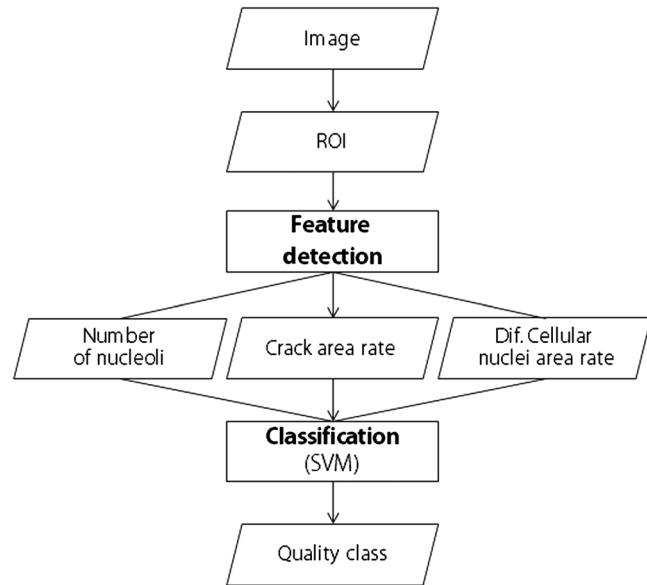 Image
ROI
Feature
detection
Number
of nucleoli
Crack area rate
Dif. Cellular
nuclei area rate
Classification
(SVM)
Quality class